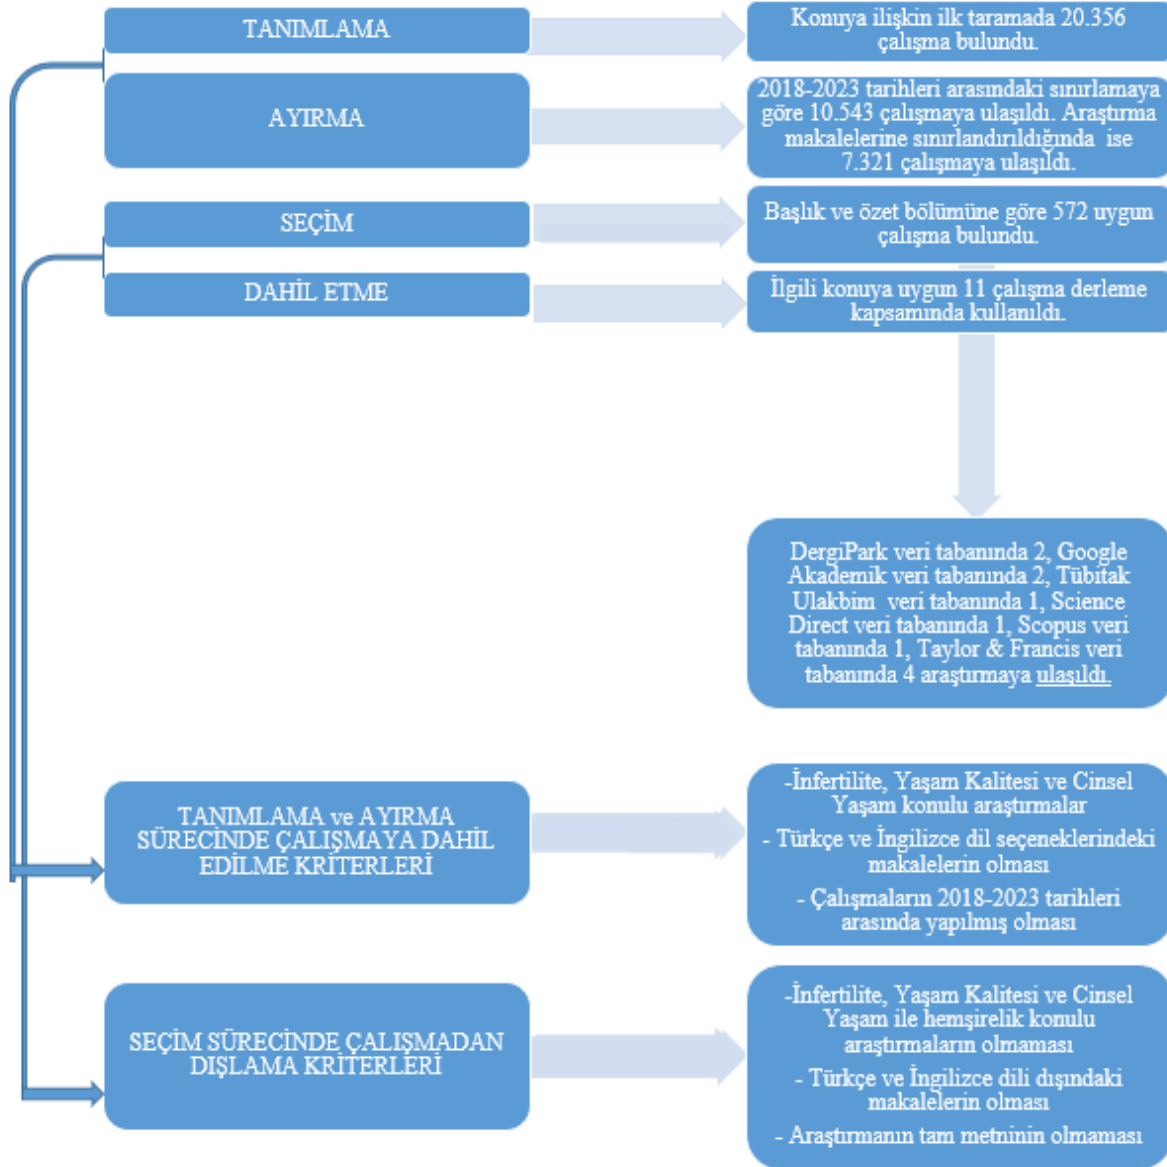 TANIMLAMA
Konuya ilişkin ilk taramada 20.356
çalışma bulundu.
AYIRMA
2018-2023 tarihleri arasındaki sınırlamaya
göre 10.543 çalışmaya ulaşıldı. Araştırma
makalelerine sınırlandırıldığında ise
7.321 çalışmaya ulaşıldı.
SEÇİM
Başlık ve özet bölümüne göre 572 uygun
çalışma bulundu.
DAHİL ETME
İlgili konuya uygun 11 çalışma derleme
kapsamında kullanıldı.
DergiPark veri tabanında 2, Google
Akademik veri tabanında 2, Tübitak
Ulakbim veri tabanında 1, Science
Direct veri tabanında 1, Scopus veri
tabanında 1, Taylor & Francis veri
tabanında 4 araştırmaya ulaşıldı.
TANIMLAMA ve AYIRMA
SÜRECİNDE ÇALIŞMAYA DAHİL
EDİLME KRİTERLERİ
-İnfertilite, Yaşam Kalitesi ve Cinsel
Yaşam konulu araştırmalar
- Türkçe ve İngilizce dil seçeneklerindeki
makalelerin olması
- Çalışmaların 2018-2023 tarihleri
arasında yapılmış olması
SEÇİM SÜRECİNDE ÇALIŞMADAN
DIŞLAMA KRİTERLERİ
-İnfertilite, Yaşam Kalitesi ve Cinsel
Yaşam ile hemşirelik konulu
araştırmaların olmaması
- Türkçe ve İngilizce dili dışındaki
makalelerin olması
- Araştırmanın tam metninin olmaması